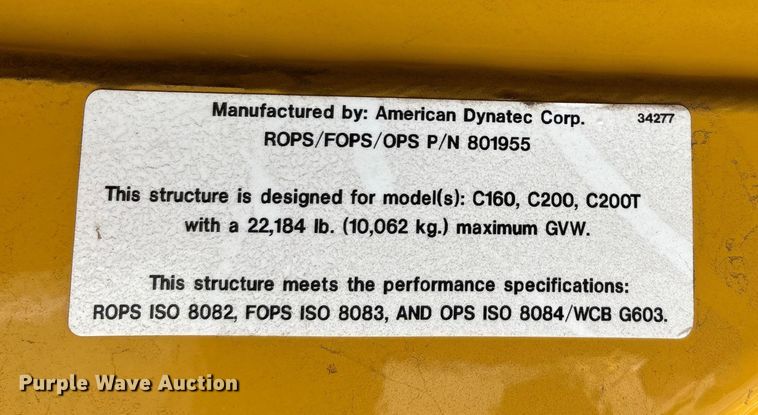 Manufactured by: American Dynatec Corp. 34277
ROPS/FOPS/OPS P/N 801955
This structure is designed for model(s): C160, C200, C200T
with a 22,184 lb. (10,062 kg.) maximum GVW.
This structure meets the performance specifications:
ROPS ISO 8082, FOPS ISO 8083, AND OPS ISO 8084/WCB G603.
Purple Wave Auction